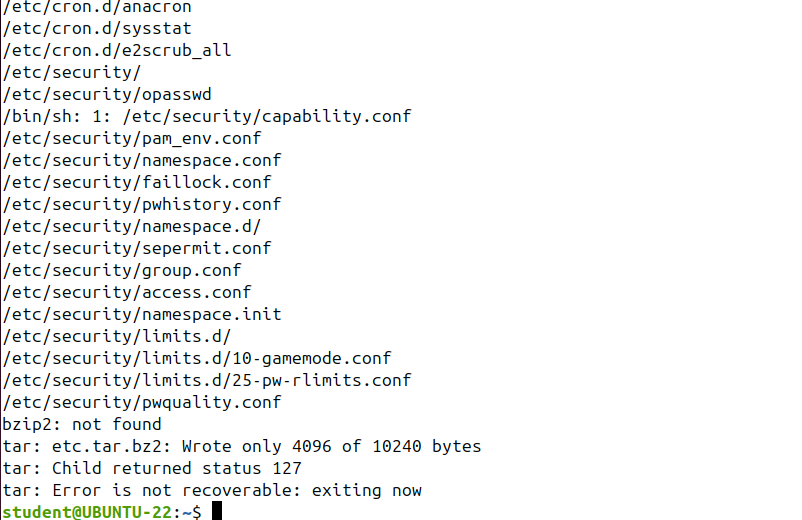 /etc/cron.d/anacron
/etc/cron.d/sysstat
/etc/cron.d/e2scrub_all
/etc/security/
/etc/security/opasswd
/bin/sh: 1: /etc/security/capability.conf
/etc/security/pam_env.conf
/etc/security/namespace.conf
/etc/security/faillock.conf
/etc/security/pwhistory.conf
/etc/security/namespace.d/
/etc/security/sepermit.conf
/etc/security/group.conf
/etc/security/access.conf
/etc/security/namespace.init
/etc/security/limits.d/
/etc/security/limits.d/10-gamemode.conf
/etc/security/limits.d/25-pw-rlimits.conf
/etc/security/pwquality.conf
bzip2: not found
tar: etc.tar.bz2: Wrote only 4096 of 10240 bytes
tar: Child returned status 127
tar: Error is not recoverable: exiting now
student@UBUNTU-22:~$